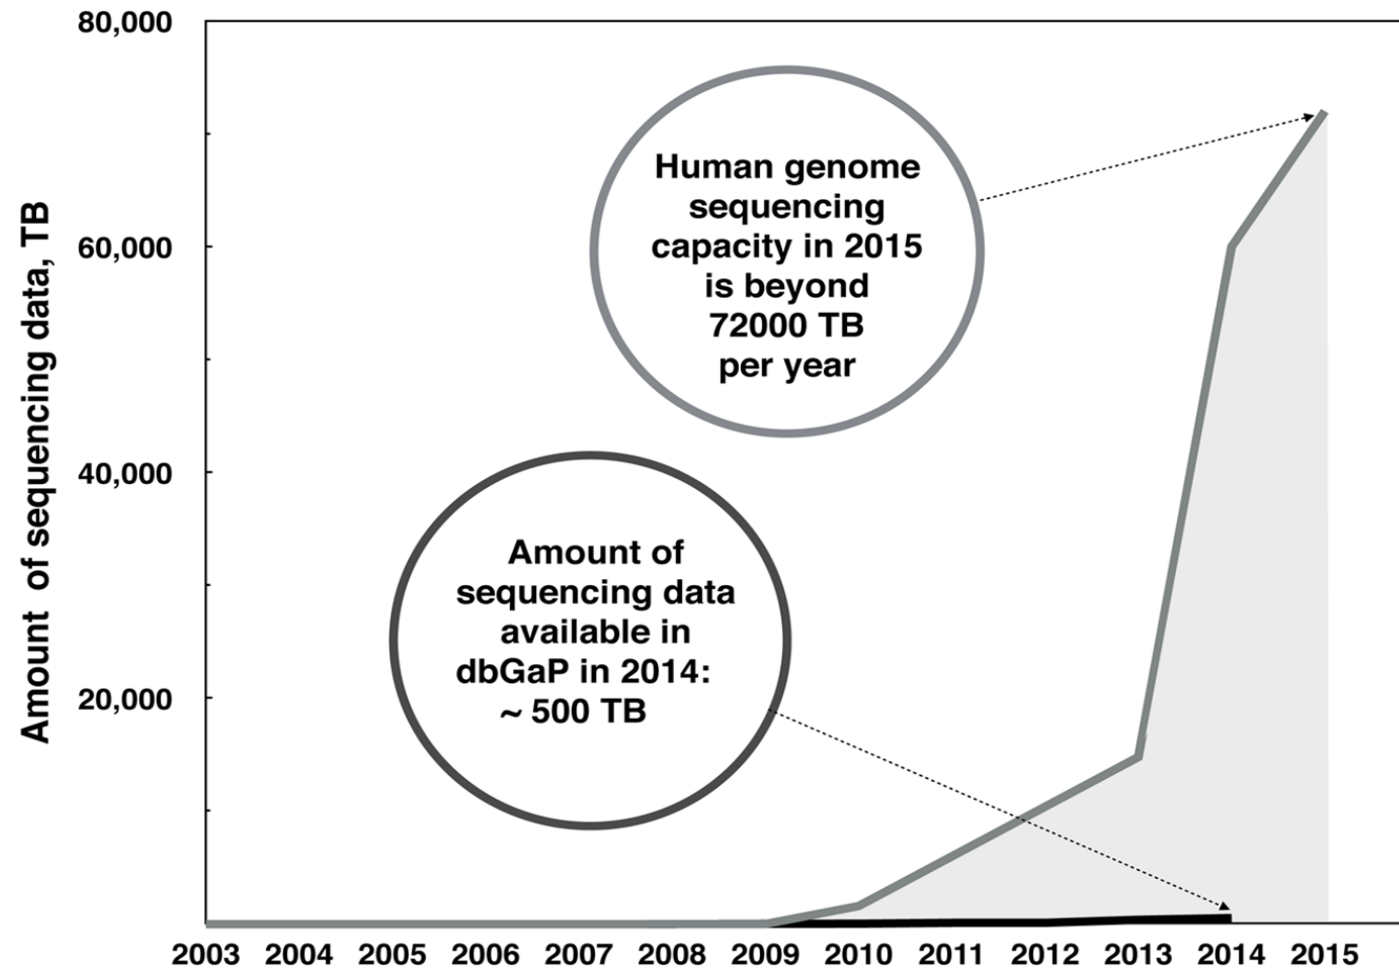 80,000
60,000
40,000
20,000
Amount of sequencing data, TB
Human genome
sequencing
capacity in 2015
is beyond
72000 TB
per year
Amount of
sequencing data
available in
dbGaP in 2014:
~ 500 TB
2003 2004 2005 2006 2007 2008 2009 2010 2011 2012 2013 2014 2015